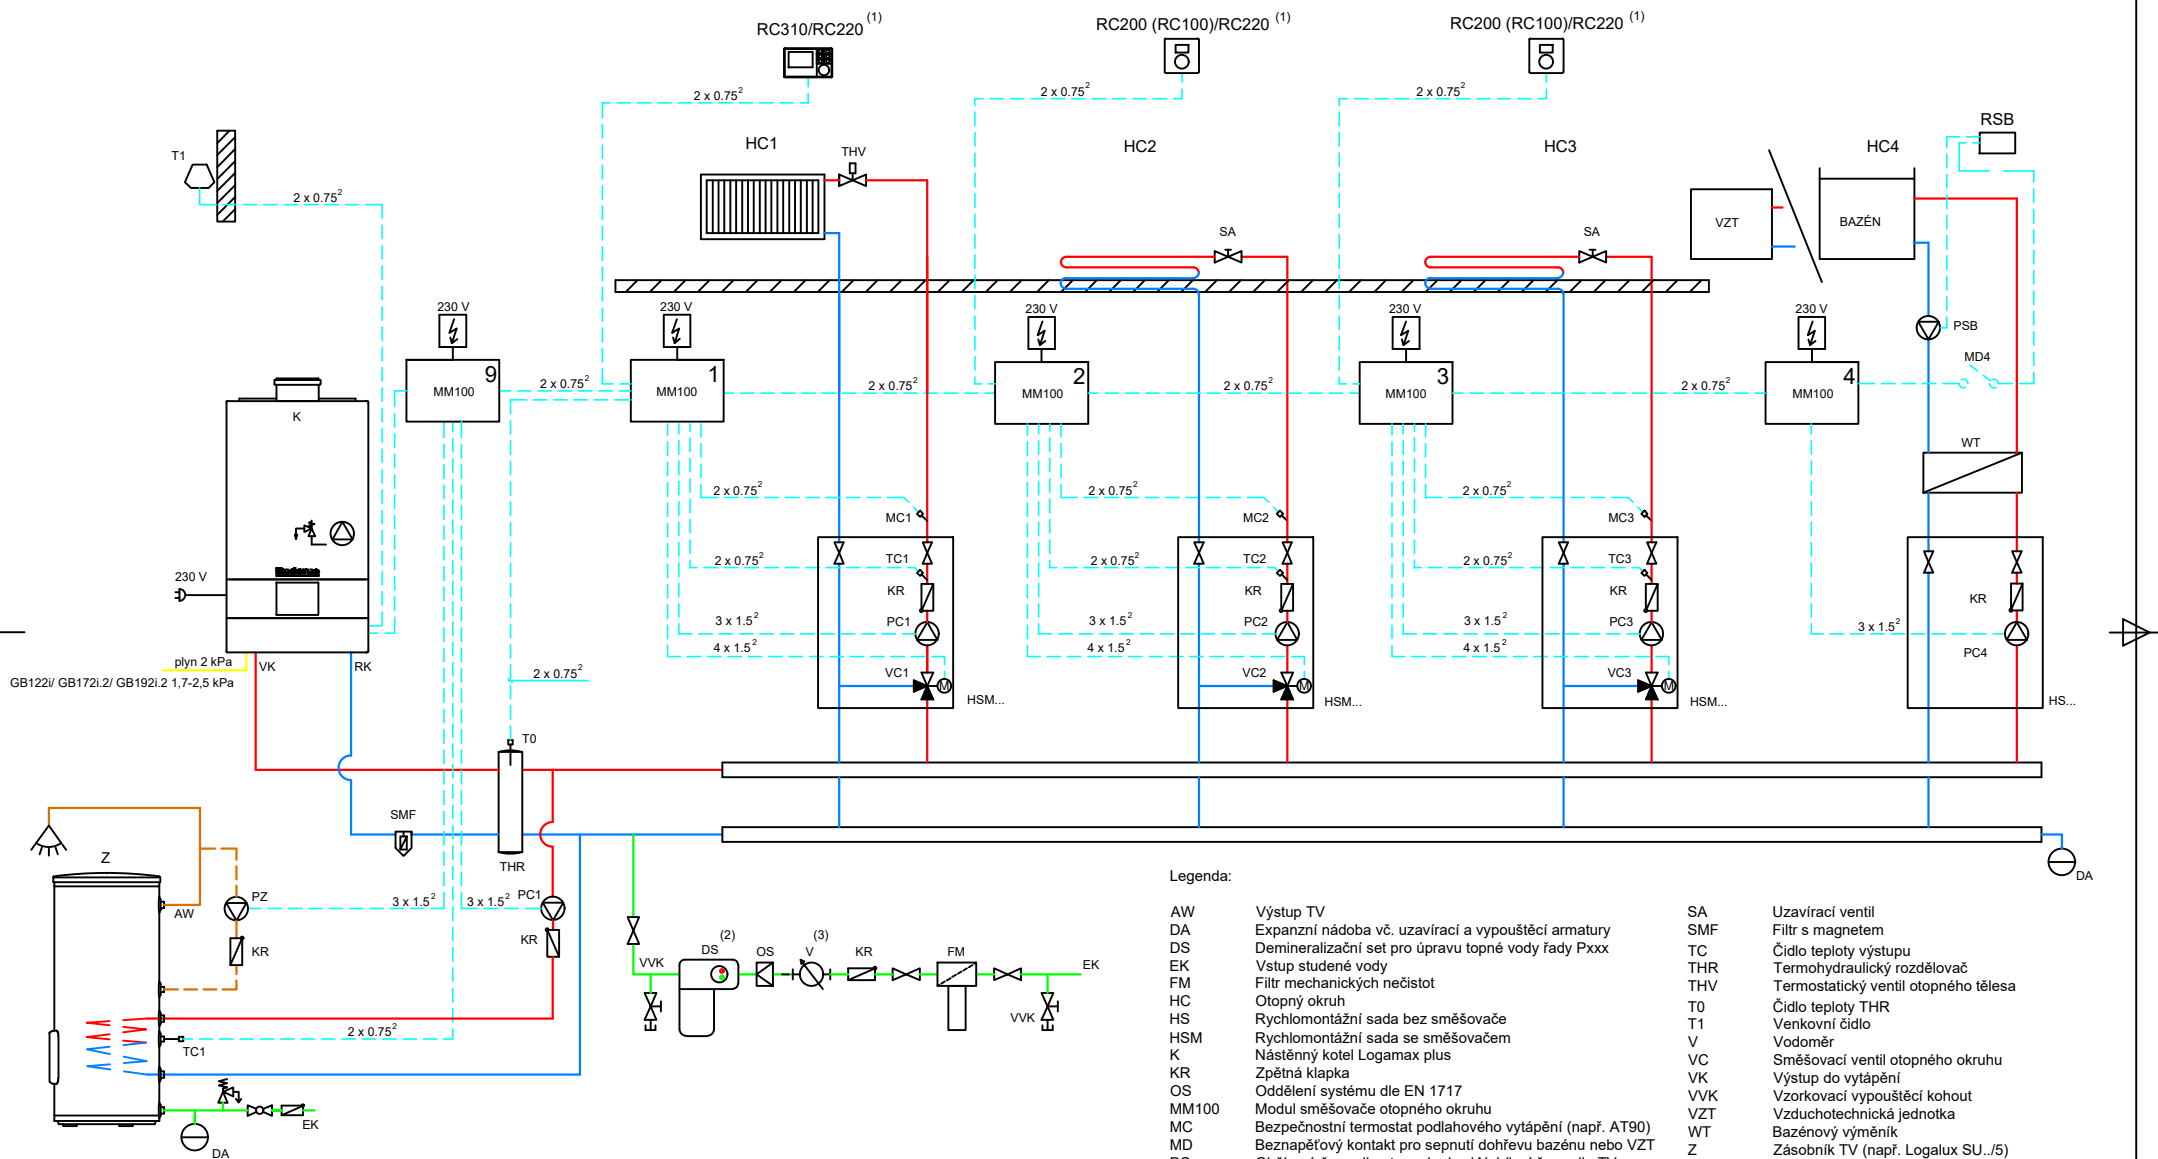 RC310/RC220 (1)
RC200 (RC100)/RC220 (1)
RC200 (RC100)/RC220 (1)
2 x 0.75²
2 x 0.75²
2 x 0.75²
HC1
HC2
HC3
HC4
RSB
T1
THV
2 x 0.75²
SA
SA
VZT
BAZÉN
230 V
230 V
230 V
230 V
230 V
PSB
MD4
9
MM100
2 x 0.75²
1
MM100
2 x 0.75²
2
MM100
2 x 0.75²
3
MM100
2 x 0.75²
4
MM100
K
WT
2 x 0.75²
MC1
2 x 0.75²
MC2
2 x 0.75²
MC3
2 x 0.75²
TC1
2 x 0.75²
TC2
2 x 0.75²
TC3
230 V
KR
KR
KR
KR
3 x 1.5²
PC1
3 x 1.5²
PC2
3 x 1.5²
PC3
3 x 1.5²
PC4
4 x 1.5²
4 x 1.5²
4 x 1.5²
plyn 2 kPa
VK
RK
GB122i/ GB172i.2/ GB192i.2 1,7-2,5 kPa
2 x 0.75²
VC1
M
HSM...
VC2
M
HSM...
VC3
M
HSM...
HS...
T0
SMF
THR
Z
DA
AW
PZ
3 x 1.5²
3 x 1.5²
PC1
KR
KR
VVK
DS (2)
OS
V (3)
KR
FM
EK
VVK
2 x 0.75²
TC1
EK
DA
Legenda:
AW Výstup TV
DA Expanzní nádoba vč. uzavírací a vypouštěcí armatury
DS Demineralizační set pro úpravu topné vody řady Pxxx
EK Vstup studené vody
FM Filtr mechanických nečistot
HC Otopný okruh
HS Rychlomontážní sada bez směšovače
HSM Rychlomontážní sada se směšovačem
K Nástěnný kotel Logamax plus
KR Zpětná klapka
OS Oddělení systému dle EN 1717
MM100 Modul směšovače otopného okruhu
MC Bezpečnostní termostat podlahového vytápění (např. AT90)
MD Beznapěťový kontakt pro sepnutí dohřevu bazénu nebo VZT
SA Uzavírací ventil
SMF Filtr s magnetem
TC Čidlo teploty výstupu
THR Termohydraulický rozdělovač
THV Termostatický ventil otopného tělesa
T0 Čidlo teploty THR
T1 Venkovní čidlo
V Vodoměr
VC Směšovací ventil otopného okruhu
VK Výstup do vytápění
VVK Vzorkovací vypouštěcí kohout
VZT Vzduchotechnická jednotka
WT Bazénový výměník
Z Zásobník TV (např. Logalux SU../5)